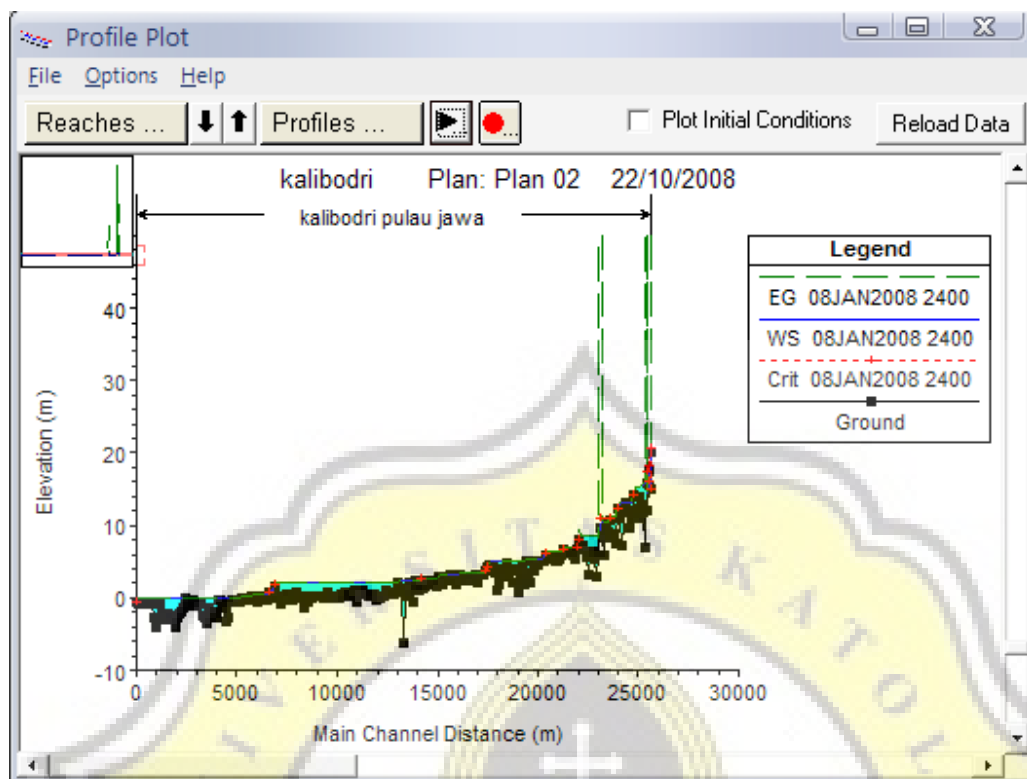 Profile Plot
File Options Help
Reaches ... Profiles ... Plot Initial Conditions Reload Data
kalibodri Plan: Plan 02 22/10/2008
kalibodri pulau jawa
Legend
EG 08JAN2008 2400
WS 08JAN2008 2400
Crit 08JAN2008 2400
Ground
Elevation (m)
40
30
20
10
0
-10
0 5000 10000 15000 20000 25000 30000
Main Channel Distance (m)
IVERSITAS KATOL